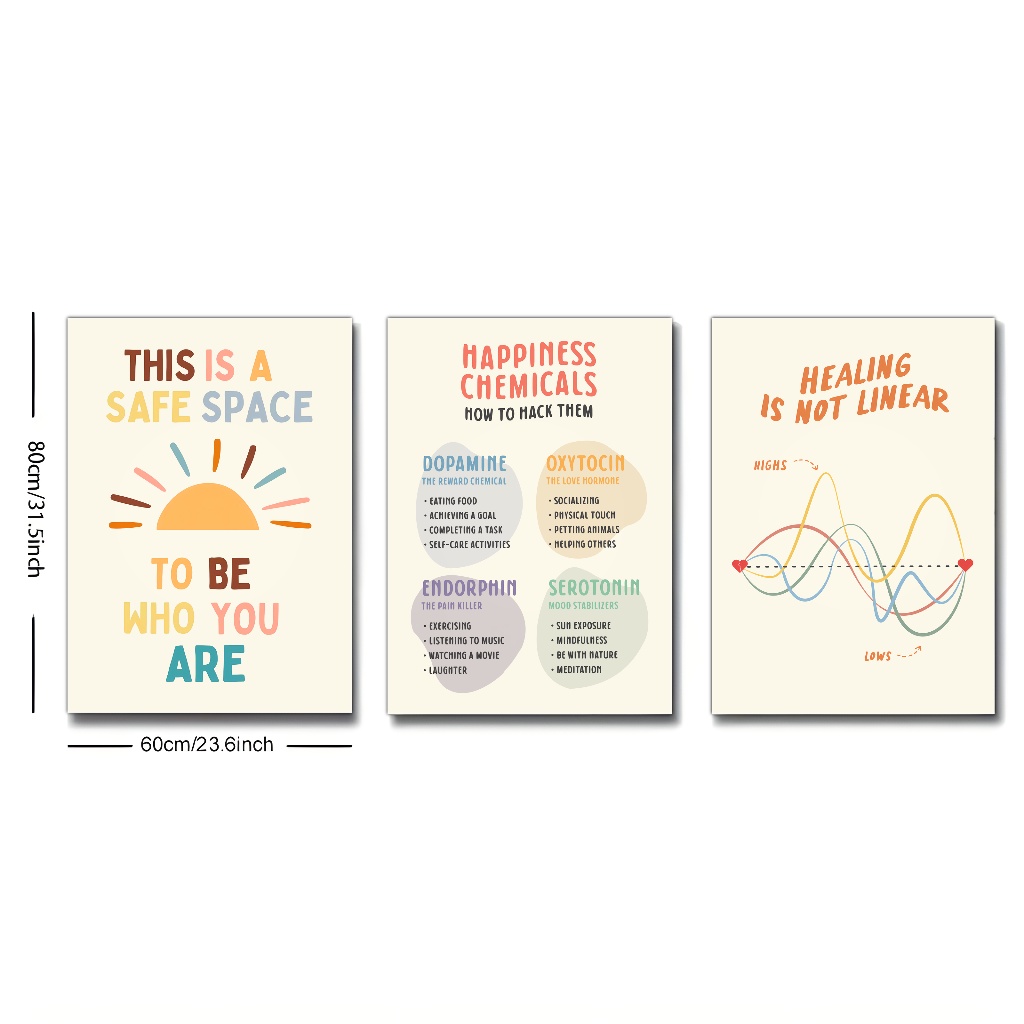 80cm/31.5inch
THIS IS A
SAFE SPACE
TO BE
WHO YOU
ARE
60cm/23.6inch
HAPPINESS
CHEMICALS
HOW TO HACK THEM
DOPAMINE
THE REWARD CHEMICAL
• EATING FOOD
• ACHIEVING A GOAL
• COMPLETING A TASK
• SELF-CARE ACTIVITIES
OXYTOCIN
THE LOVE HORMONE
• SOCIALIZING
• PHYSICAL TOUCH
• PETTING ANIMALS
• HELPING OTHERS
ENDORPHIN
THE PAIN KILLER
• EXERCISING
• LISTENING TO MUSIC
• WATCHING A MOVIE
• LAUGHTER
SEROTONIN
MOOD STABILIZERS
• SUN EXPOSURE
• MINDFULNESS
• BE WITH NATURE
• MEDITATION
HEALING
IS NOT LINEAR
HIGHS
LOWS